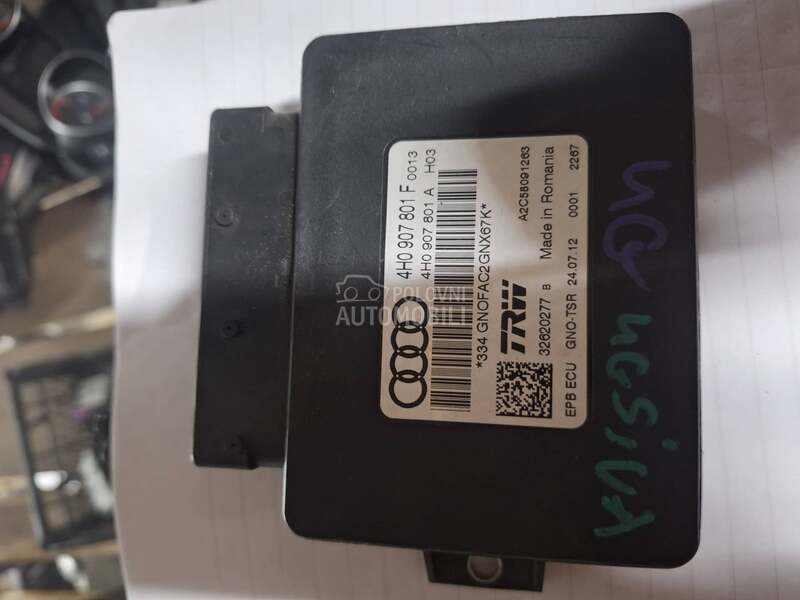 4H0 907 801 F 0013
4H0 907 801 A H03
*334 GNOFAC2GNX67K*
TRW
32620277 B Made in Romania
A2C58091263
EPB ECU GNO-TSR 24.07.12 0001 2267
POLOVNI
AUTOMOBILI